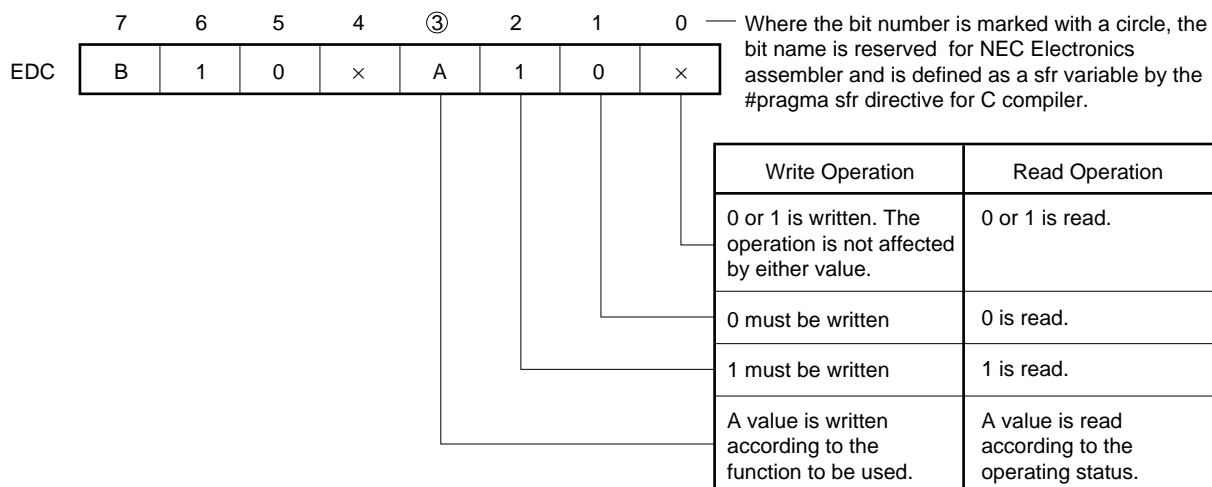 7 6 5 4 ③ 2 1 0
Where the bit number is marked with a circle, the
bit name is reserved for NEC Electronics
assembler and is defined as a sfr variable by the
#pragma sfr directive for C compiler.
EDC B 1 0 × A 1 0 ×
Write Operation Read Operation
0 or 1 is written. The 0 or 1 is read.
operation is not affected
by either value.
0 must be written 0 is read.
1 must be written 1 is read.
A value is written A value is read
according to the according to the
function to be used. operating status.